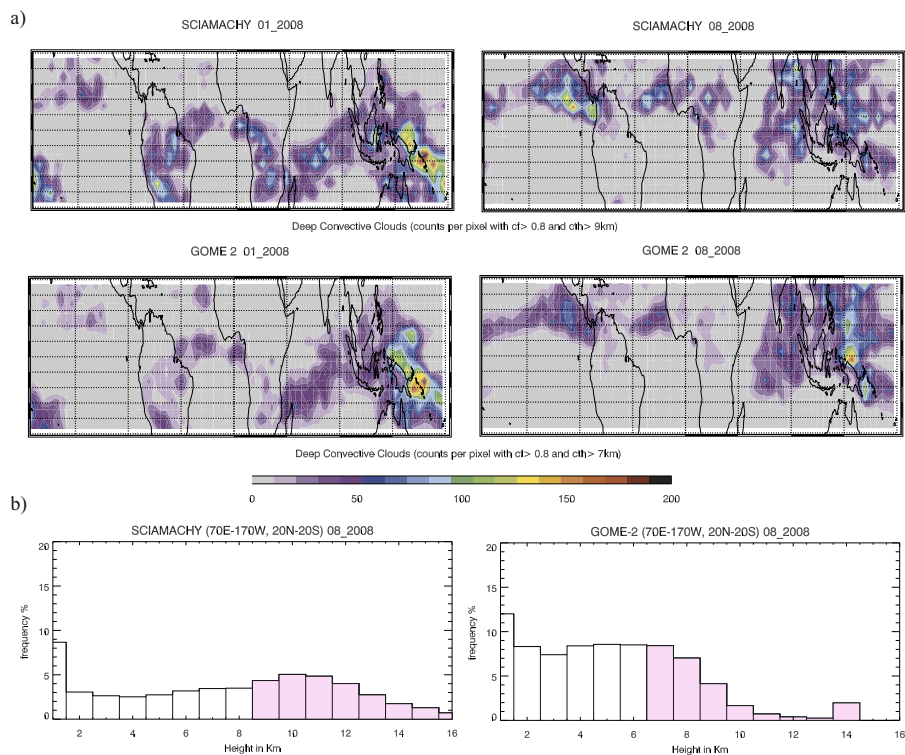 a)
SCIAMACHY 01_2008
SCIAMACHY 08_2008
Deep Convective Clouds (counts per pixel with cf> 0.8 and cth> 9km)
GOME 2 01_2008
GOME 2 08_2008
Deep Convective Clouds (counts per pixel with cf> 0.8 and cth> 7km)
0 50 100 150 200
b)
SCIAMACHY (70E-170W, 20N-20S) 08_2008
20
15
10
5
0
frequency %
2 4 6 8 10 12 14 16
Height in Km
GOME-2 (70E-170W, 20N-20S) 08_2008
20
15
10
5
0
frequency %
2 4 6 8 10 12 14 16
Height in Km